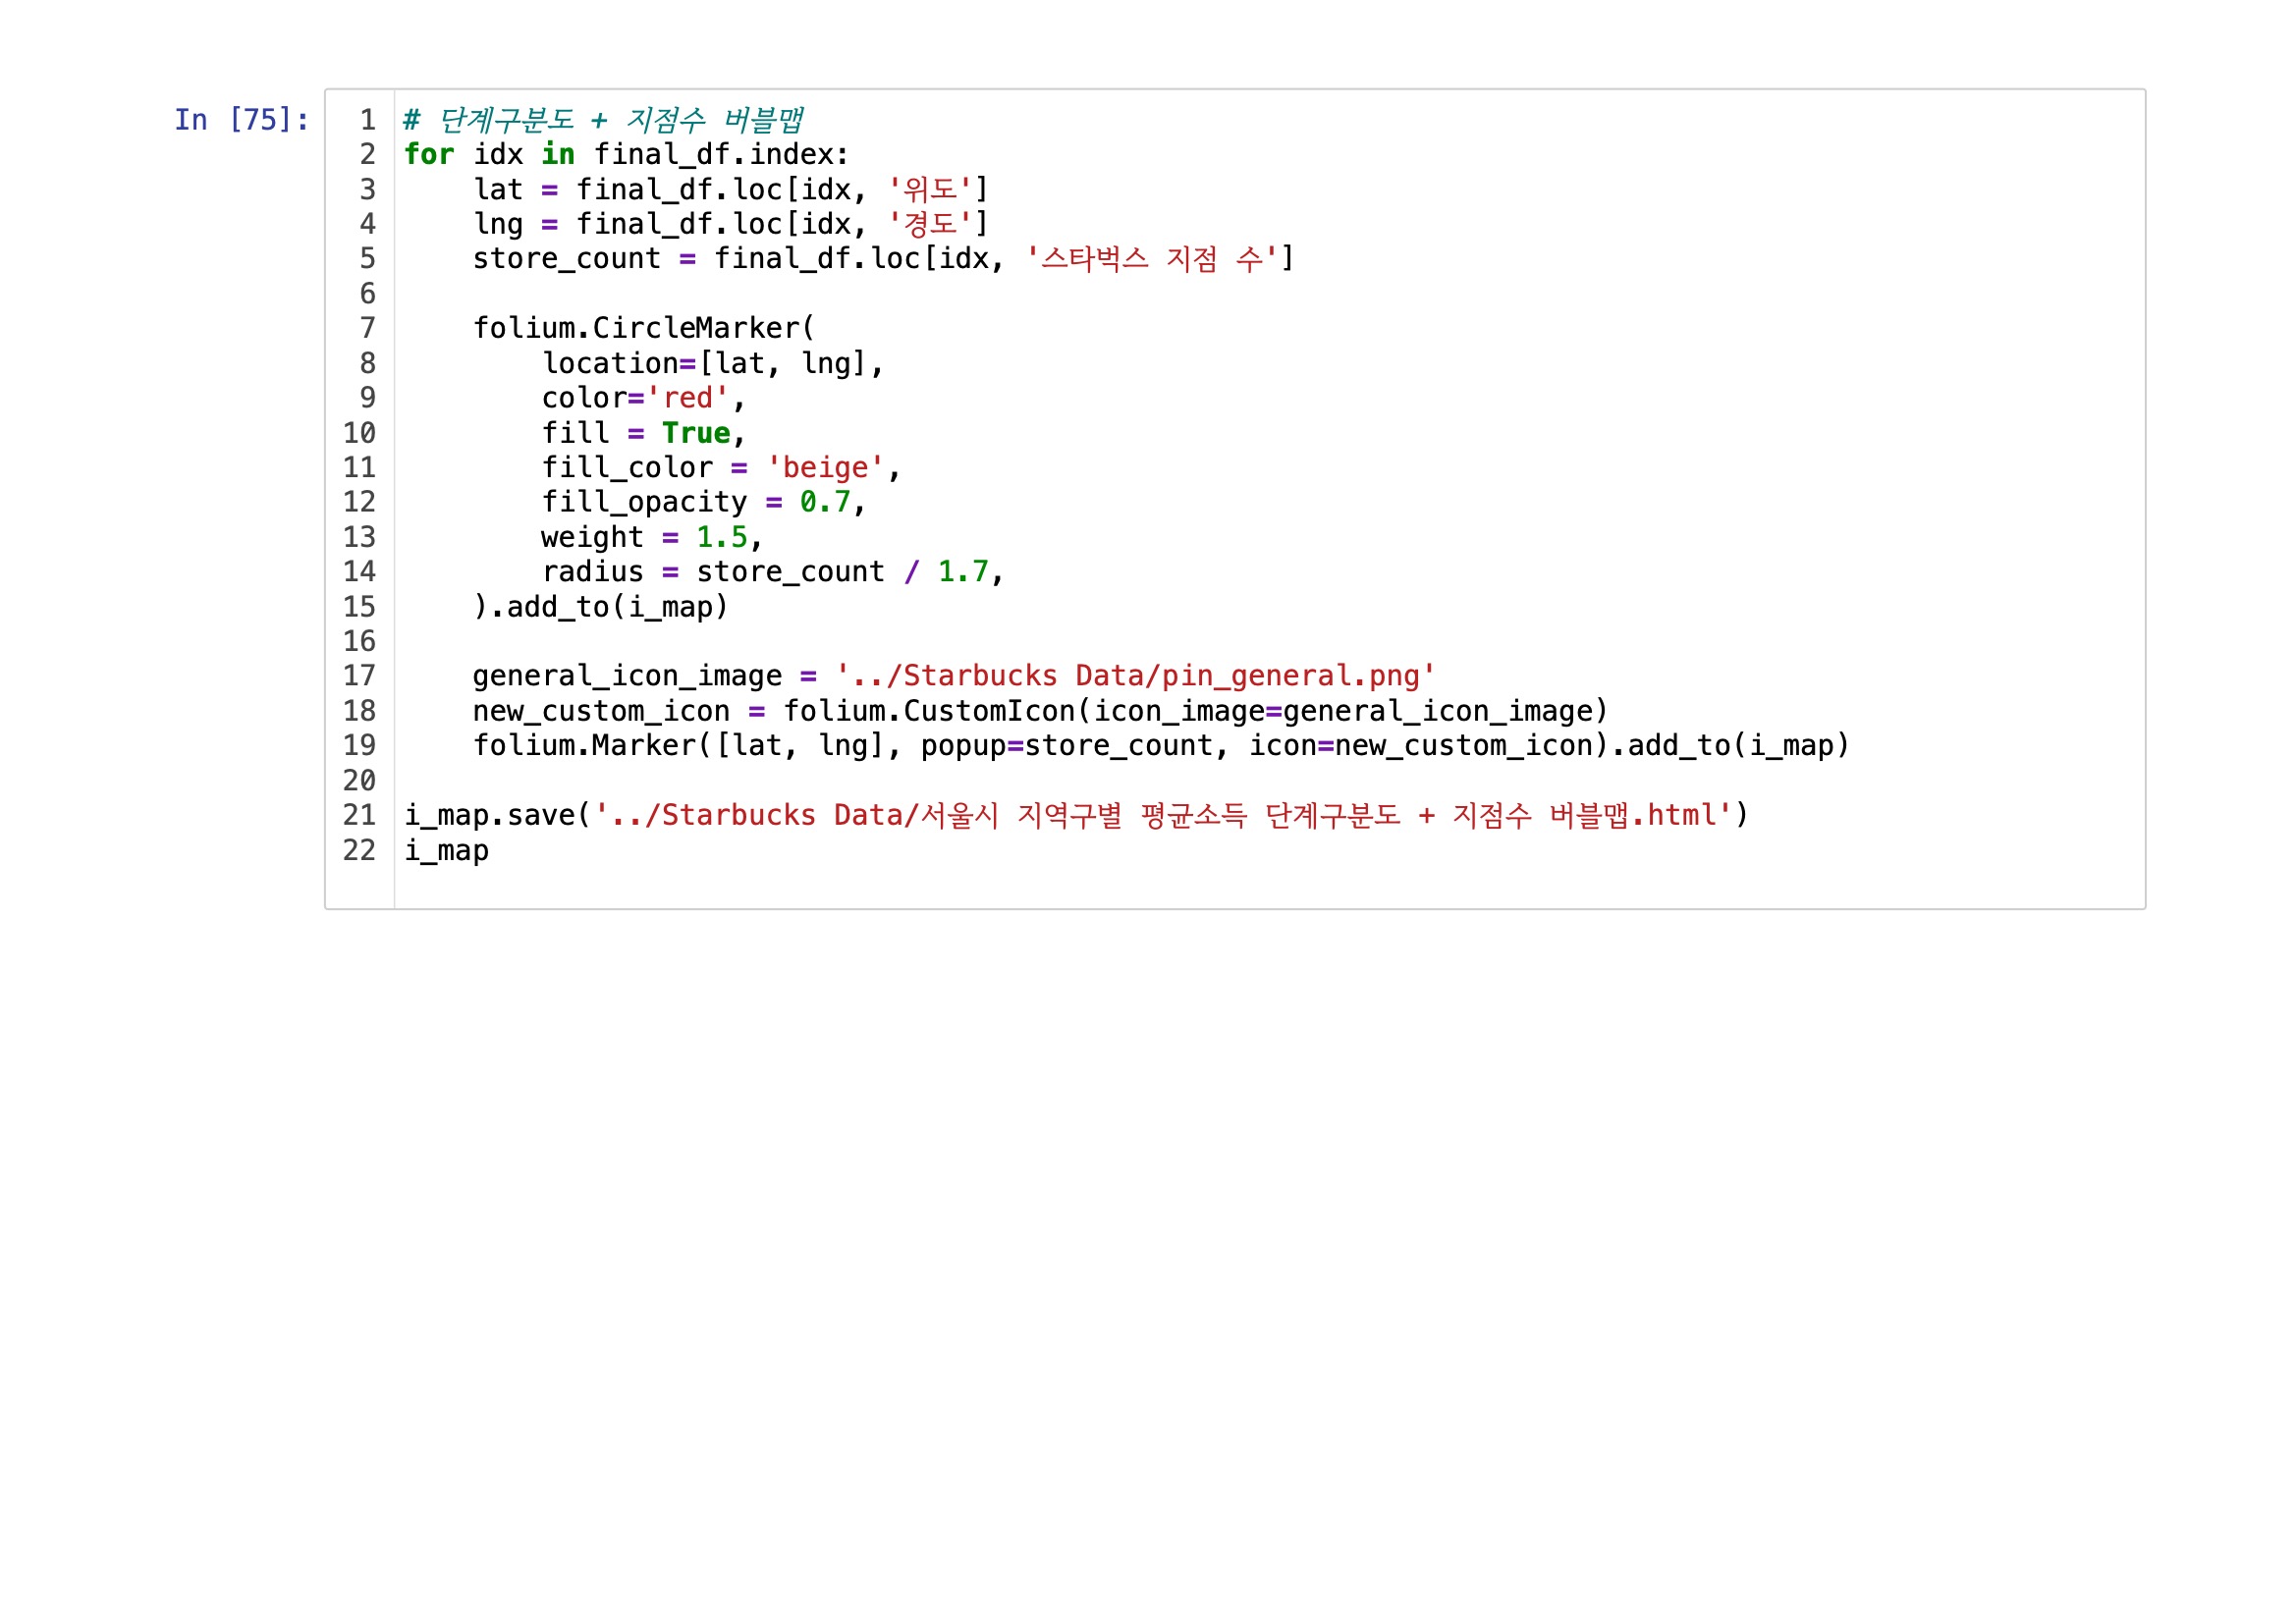 In [75]:
1 # 단계구분도 + 지점수 버블맵
2 for idx in final_df.index:
3     lat = final_df.loc[idx, '위도']
4     lng = final_df.loc[idx, '경도']
5     store_count = final_df.loc[idx, '스타벅스 지점 수']
6
7     folium.CircleMarker(
8         location=[lat, lng],
9         color='red',
10         fill = True,
11         fill_color = 'beige',
12         fill_opacity = 0.7,
13         weight = 1.5,
14         radius = store_count / 1.7,
15     ).add_to(i_map)
16
17     general_icon_image = '../Starbucks Data/pin_general.png'
18     new_custom_icon = folium.CustomIcon(icon_image=general_icon_image)
19     folium.Marker([lat, lng], popup=store_count, icon=new_custom_icon).add_to(i_map)
20
21 i_map.save('../Starbucks Data/서울시 지역구별 평균소득 단계구분도 + 지점수 버블맵.html')
22 i_map